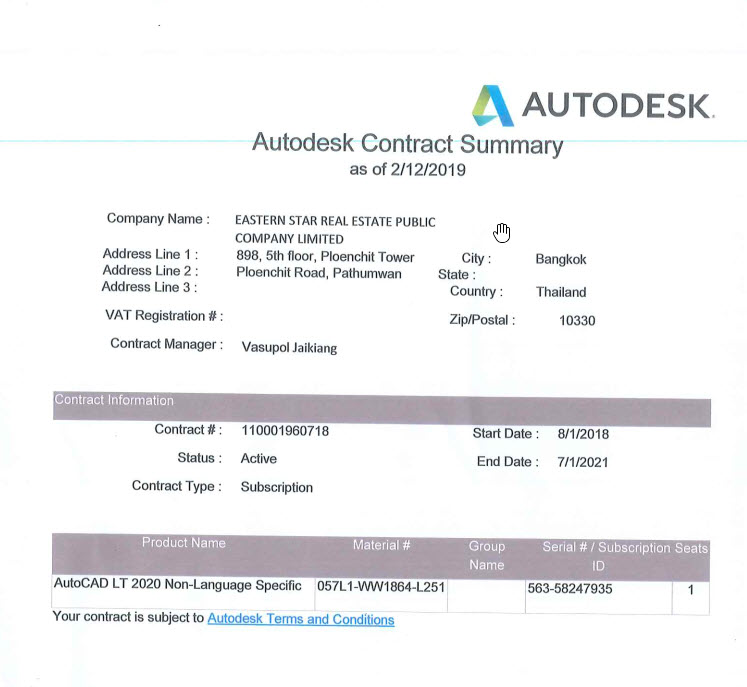 AUTODESK.
Autodesk Contract Summary
as of 2/12/2019
Company Name : EASTERN STAR REAL ESTATE PUBLIC
COMPANY LIMITED
Address Line 1 : 898, 5th floor, Ploenchit Tower City : Bangkok
Address Line 2 : Ploenchit Road, Pathumwan State :
Address Line 3 : Country : Thailand
VAT Registration # : Zip/Postal : 10330
Contract Manager : Vasupol Jaikiang
Contract Information
Contract # : 110001960718 Start Date : 8/1/2018
Status : Active End Date : 7/1/2021
Contract Type : Subscription
Product Name Material # Group Serial # / Subscription Seats
Name ID
AutoCAD LT 2020 Non-Language Specific 057L1-WW1864-L251 563-58247935 1
Your contract is subject to Autodesk Terms and Conditions